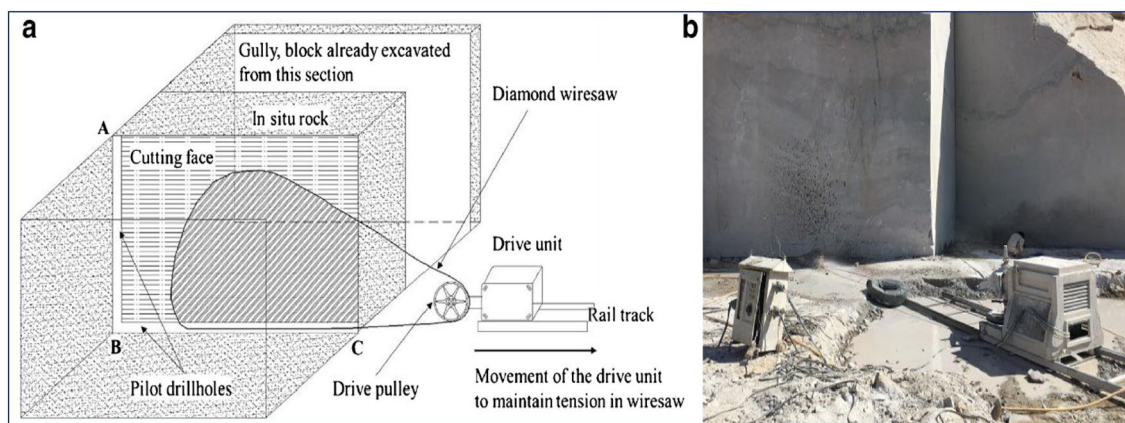 a
Gully, block already excavated
from this section
Diamond wiresaw
In situ rock
A
Cutting face
Drive unit
Rail track
B
C
Pilot drillholes
Drive pulley
Movement of the drive unit
to maintain tension in wiresaw
b